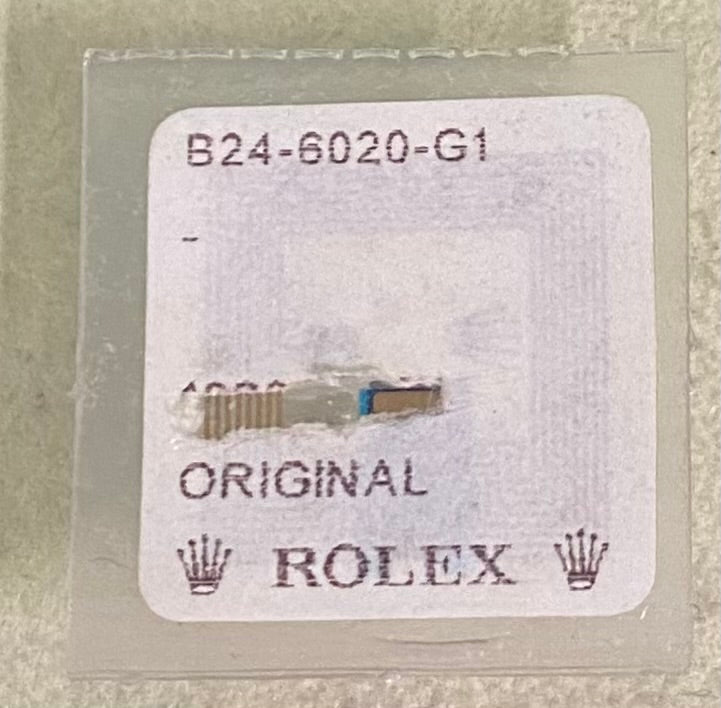 B24-6020-G1
-
ORIGINAL
ROLEX